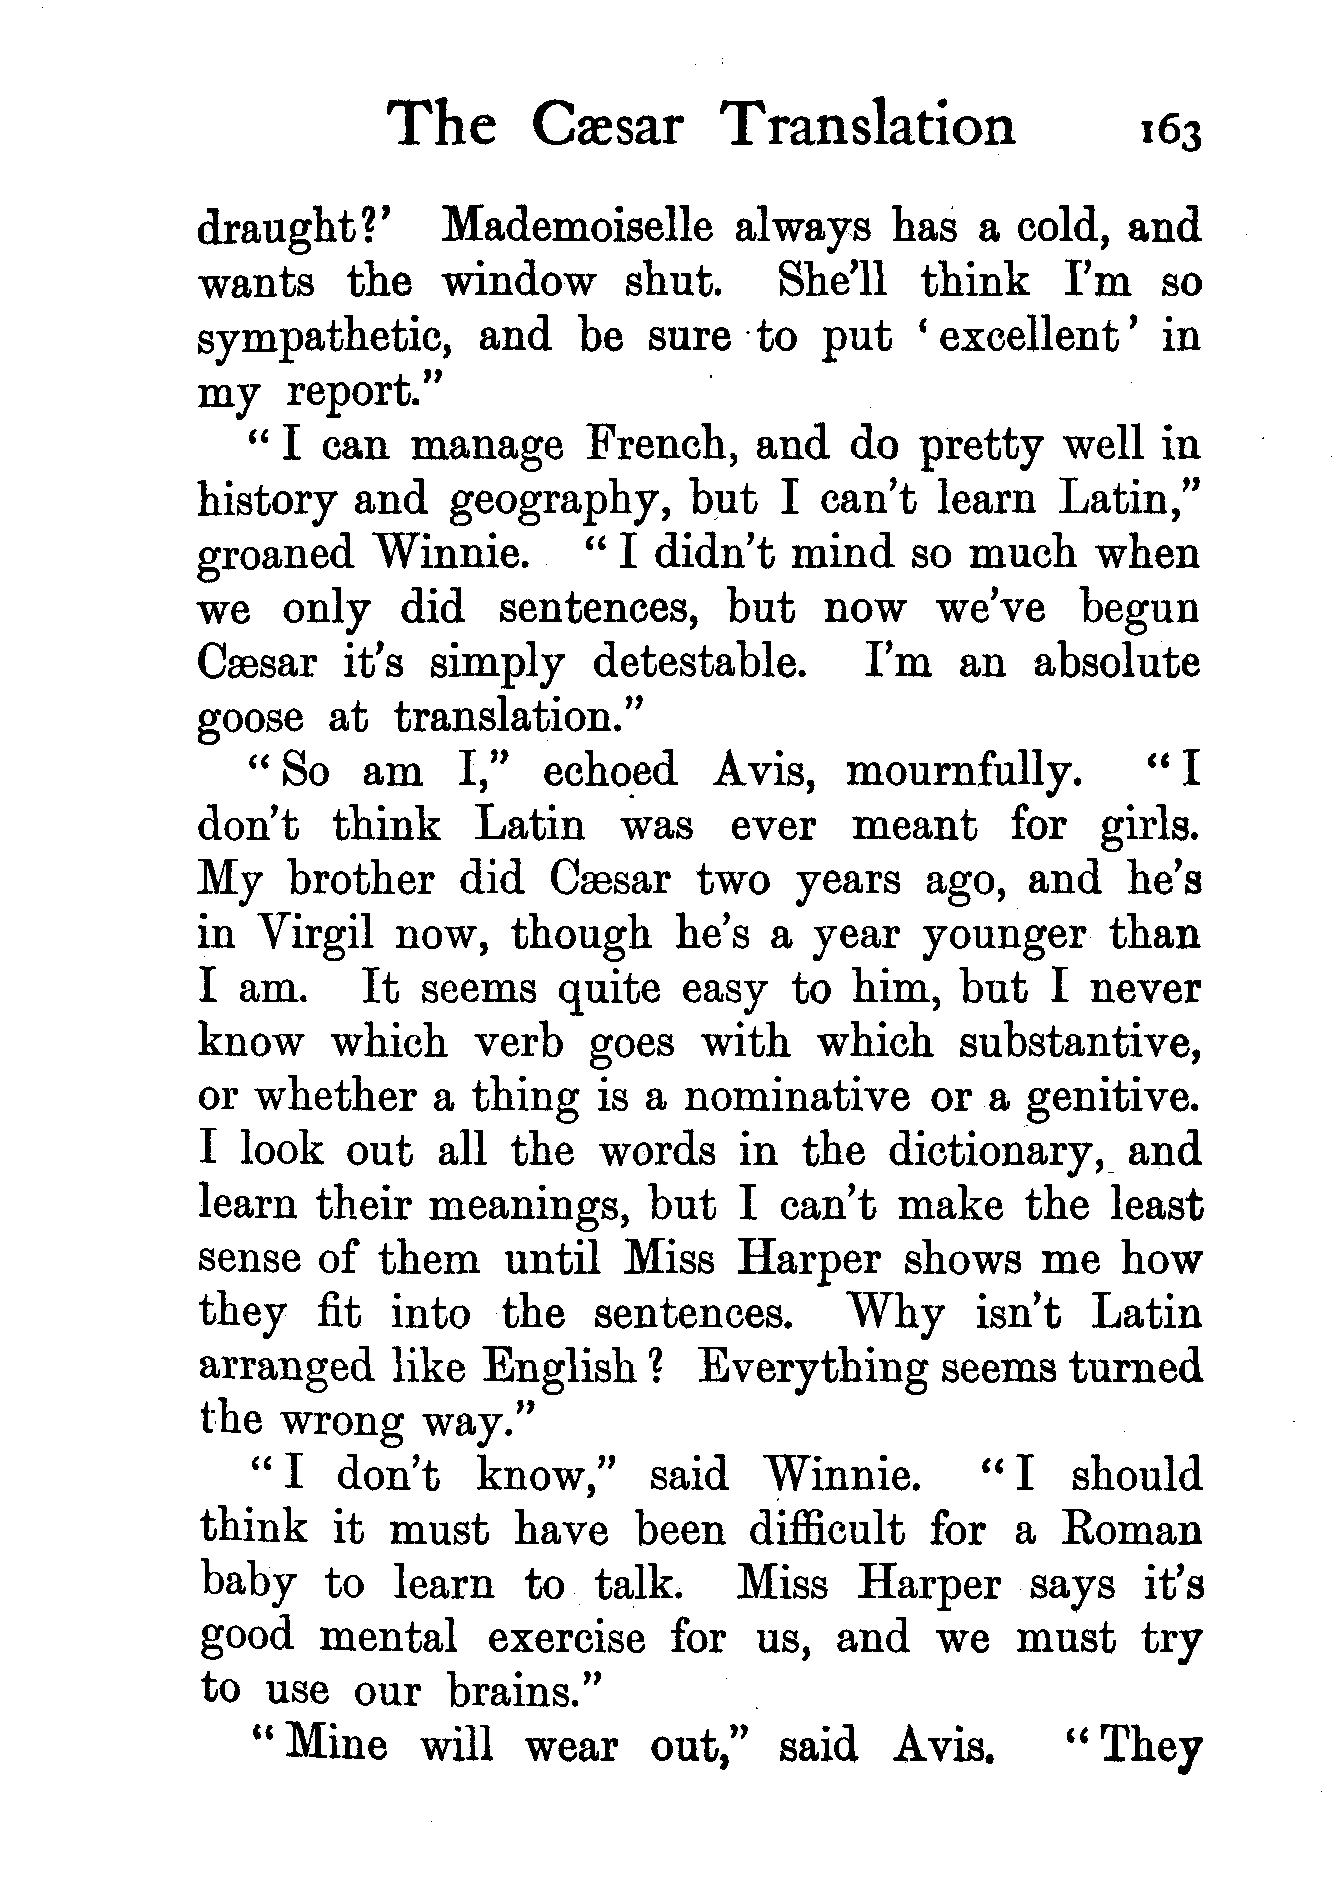 The Cæsar Translation 163
draught?' Mademoiselle always has a cold, and
wants the window shut. She'll think I'm so
sympathetic, and be sure to put 'excellent' in
my report."
"I can manage French, and do pretty well in
history and geography, but I can't learn Latin,"
groaned Winnie. "I didn't mind so much when
we only did sentences, but now we've begun
Cæsar it's simply detestable. I'm an absolute
goose at translation."
"So am I," echoed Avis, mournfully. "I
don't think Latin was ever meant for girls.
My brother did Cæsar two years ago, and he's
in Virgil now, though he's a year younger than
I am. It seems quite easy to him, but I never
know which verb goes with which substantive,
or whether a thing is a nominative or a genitive.
I look out all the words in the dictionary, and
learn their meanings, but I can't make the least
sense of them until Miss Harper shows me how
they fit into the sentences. Why isn't Latin
arranged like English? Everything seems turned
the wrong way."
"I don't know," said Winnie. "I should
think it must have been difficult for a Roman
baby to learn to talk. Miss Harper says it's
good mental exercise for us, and we must try
to use our brains."
"Mine will wear out," said Avis. "They